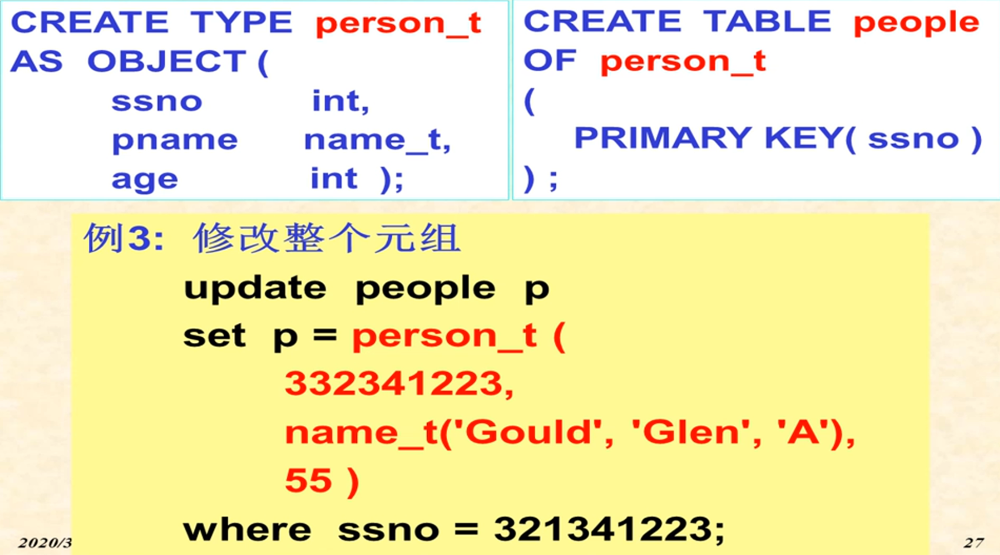 CREATE TYPE person_t
AS OBJECT (
ssno int,
pname name_t,
age int );
CREATE TABLE people
OF person_t
(
PRIMARY KEY( ssno )
) ;
例3: 修改整个元组
update people p
set p = person_t (
332341223,
name_t('Gould', 'Glen', 'A'),
55 )
where ssno = 321341223;
2020/3
27